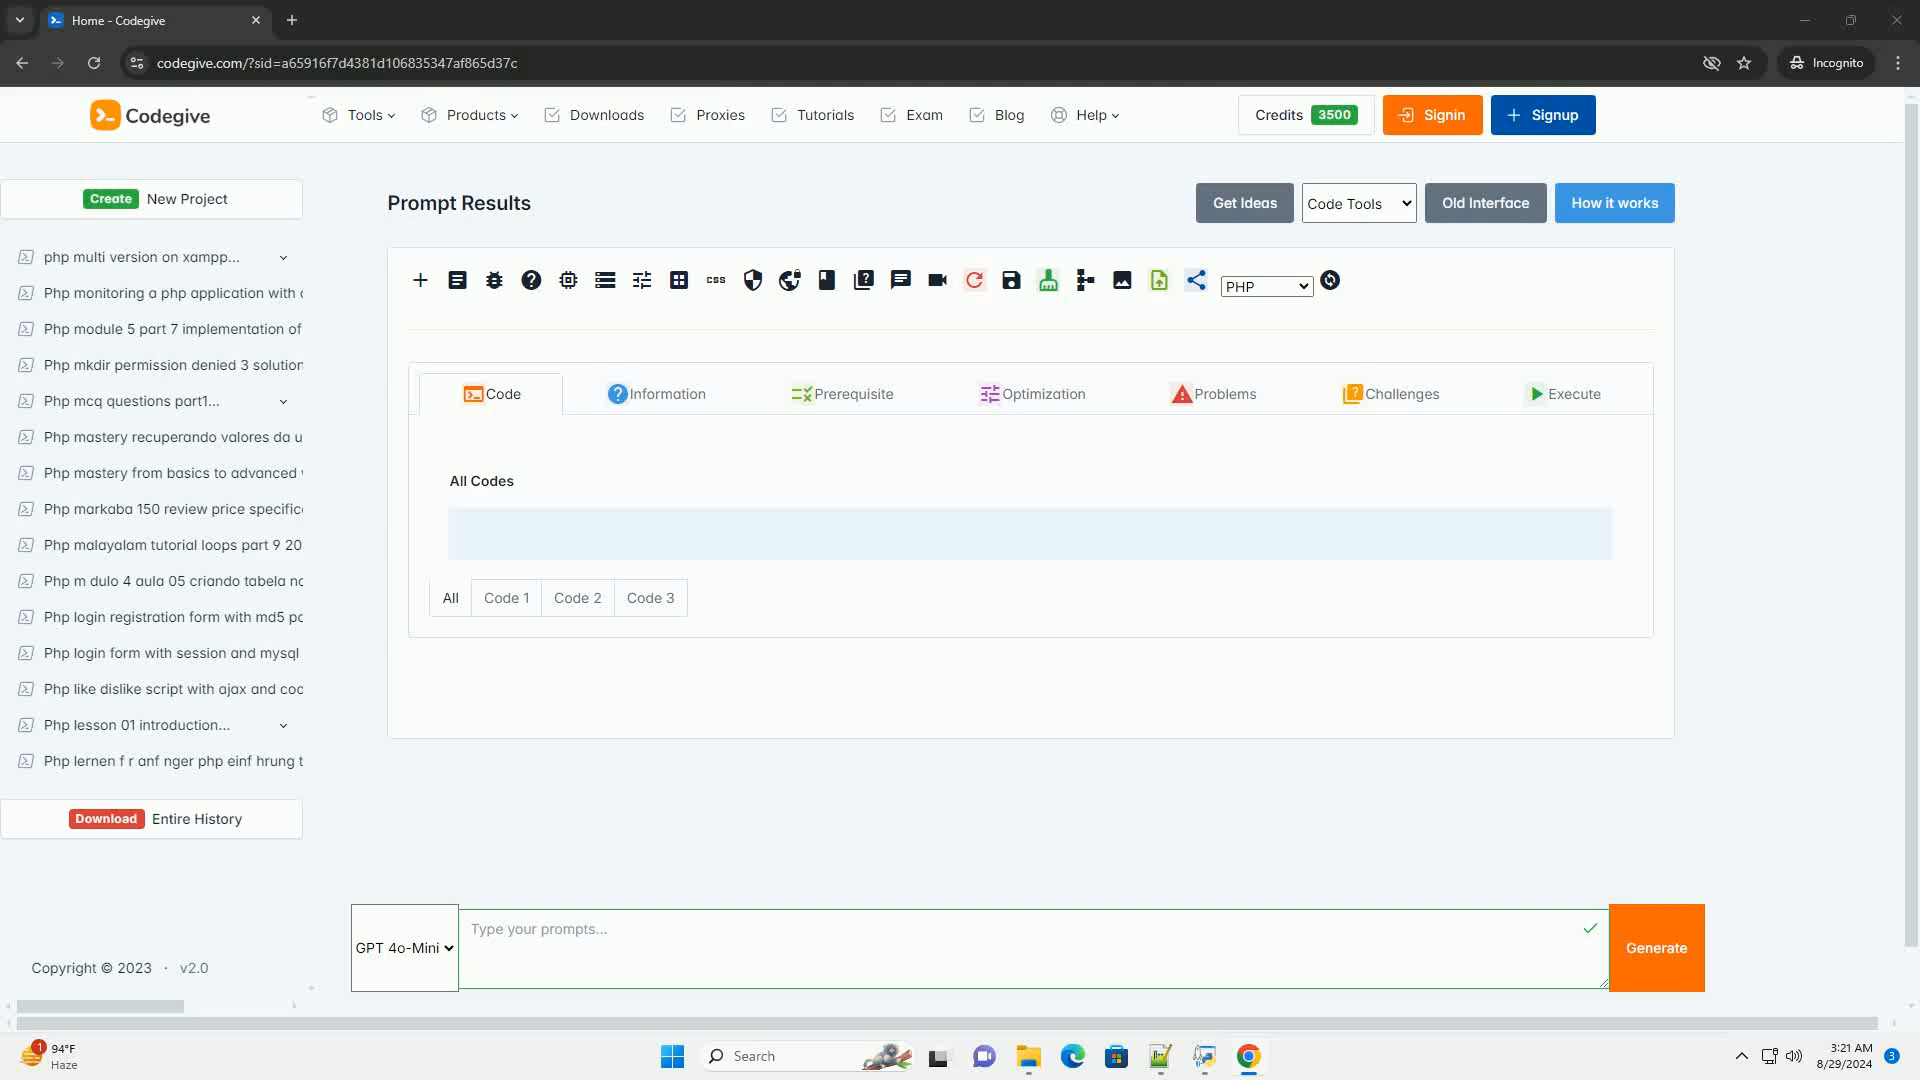 Home - Codegive
codegive.com/?sid=a65916f7d4381d106835347af865d37c
Incognito
Codegive
Tools
Products
Downloads
Proxies
Tutorials
Exam
Blog
Help
Credits 3500
Signin
Signup
Create New Project
php multi version on xampp...
Php monitoring a php application with c
Php module 5 part 7 implementation of
Php mkdir permission denied 3 solution
Php mcq questions part1...
Php mastery recuperando valores da u
Php mastery from basics to advanced
Php markaba 150 review price specific
Php malayalam tutorial loops part 9 20
Php m dulo 4 aula 05 criando tabela no
Php login registration form with md5 pa
Php login form with session and mysql
Php like dislike script with ajax and coo
Php lesson 01 introduction...
Php lernen f r anf nger php einf hrung t
Download Entire History
Copyright © 2023 · v2.0
Prompt Results
Get Ideas
Code Tools
Old Interface
How it works
css
PHP
Code
Information
Prerequisite
Optimization
Problems
Challenges
Execute
All Codes
All
Code 1
Code 2
Code 3
GPT 4o-Mini
Type your prompts...
Generate
1
94°F
Haze
Search
3:21 AM
8/29/2024
3